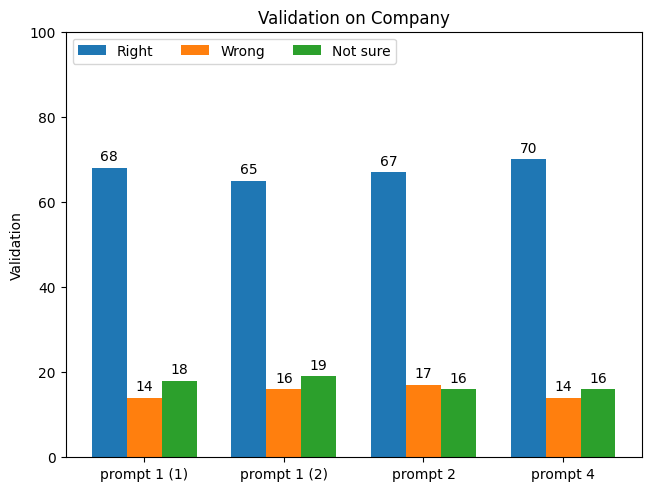 Validation on Company
Right Wrong Not sure
100
80
60
40
20
0
Validation
68 14 18
65 16 19
67 17 16
70 14 16
prompt 1 (1) prompt 1 (2) prompt 2 prompt 4